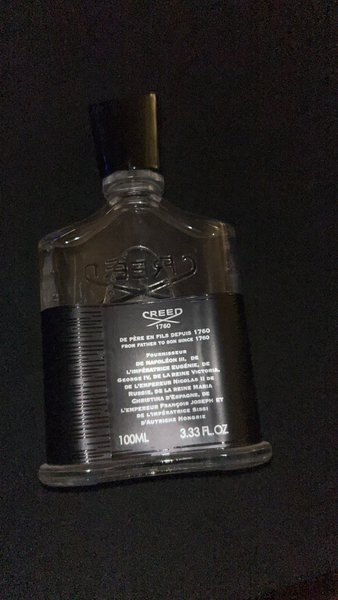 CREED
CREED
1760
DE PÈRE EN FILS DEPUIS 1760
FROM FATHER TO SON SINCE 1760
FOURNISSEUR
DE NAPOLÉON III, DE
L'IMPÉRATRICE EUGÉNIE, DE
GEORGE IV, DE LA REINE VICTORIA,
DE L'EMPEREUR NICOLAS II DE
RUSSIE, DE LA REINE MARIA
CHRISTINA D'ESPAGNE, DE
L'EMPEREUR FRANÇOIS JOSEPH ET
DE L'IMPÉRATRICE SISSI
D'AUTRICHE HONGRIE
100ML 3.33 FL.OZ